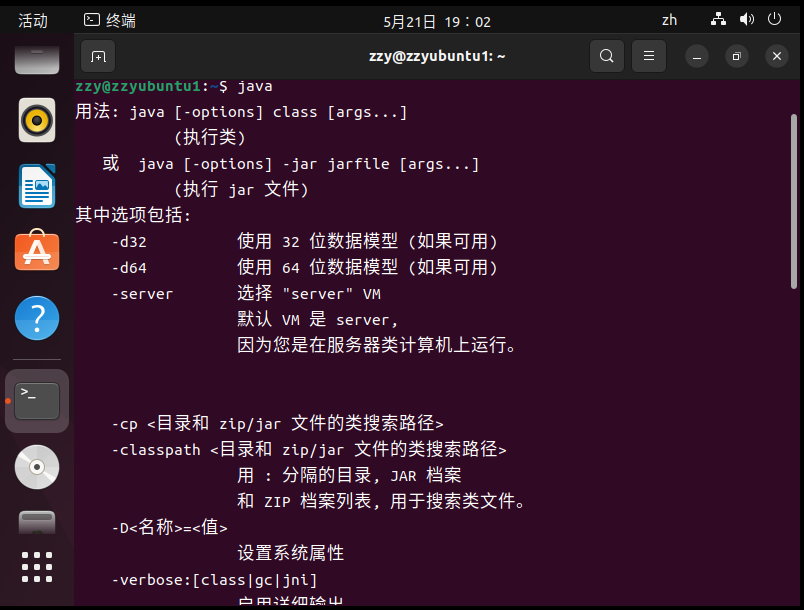 活动 终端 5月21日 19：02 zh
zzy@zzyubuntu1: ~
zzy@zzyubuntu1:~$ java
用法: java [-options] class [args...]
(执行类)
或 java [-options] -jar jarfile [args...]
(执行 jar 文件)
其中选项包括:
-d32 使用 32 位数据模型 (如果可用)
-d64 使用 64 位数据模型 (如果可用)
-server 选择 "server" VM
默认 VM 是 server,
因为您是在服务器类计算机上运行。
-cp <目录和 zip/jar 文件的类搜索路径>
-classpath <目录和 zip/jar 文件的类搜索路径>
用 : 分隔的目录, JAR 档案
和 ZIP 档案列表, 用于搜索类文件。
-D<名称>=<值>
设置系统属性
-verbose:[class|gc|jni]
启用详细输出